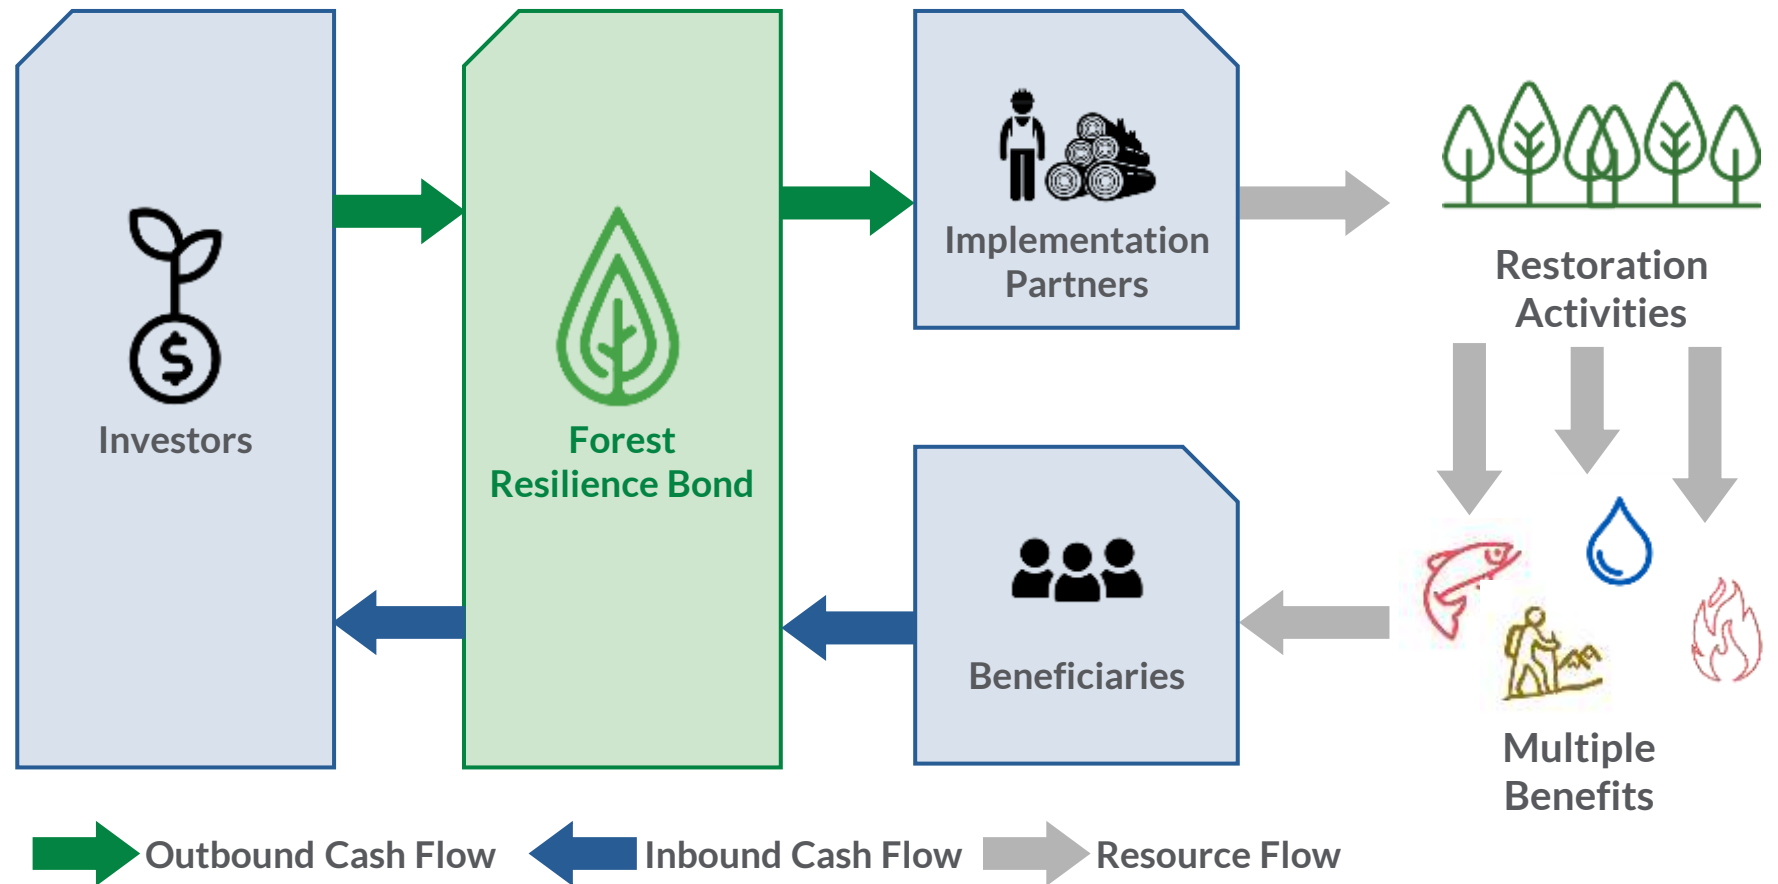 Investors
Forest
Resilience Bond
Implementation
Partners
Restoration
Activities
Beneficiaries
Multiple
Benefits
Outbound Cash Flow
Inbound Cash Flow
Resource Flow